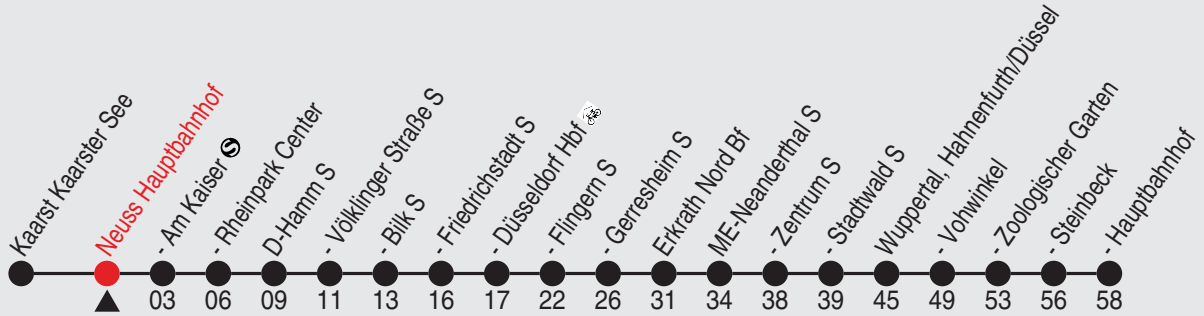 Kaarst Kaarster See
Neuss Hauptbahnhof
- Am Kaiser S
- Rheinpark Center
D-Hamm S
- Völklinger Straße S
- Bilk S
- Friedrichstadt S
- Düsseldorf Hbf
- Flingern S
- Gerresheim S
Erkrath Nord Bf
ME-Neanderthal S
- Zentrum S
- Stadtwald S
Wuppertal, Hahnenfurth/Düssel
- Vohwinkel
- Zoologischer Garten
- Steinbeck
- Hauptbahnhof
03 06 09 11 13 16 17 22 26 31 34 38 39 45 49 53 56 58